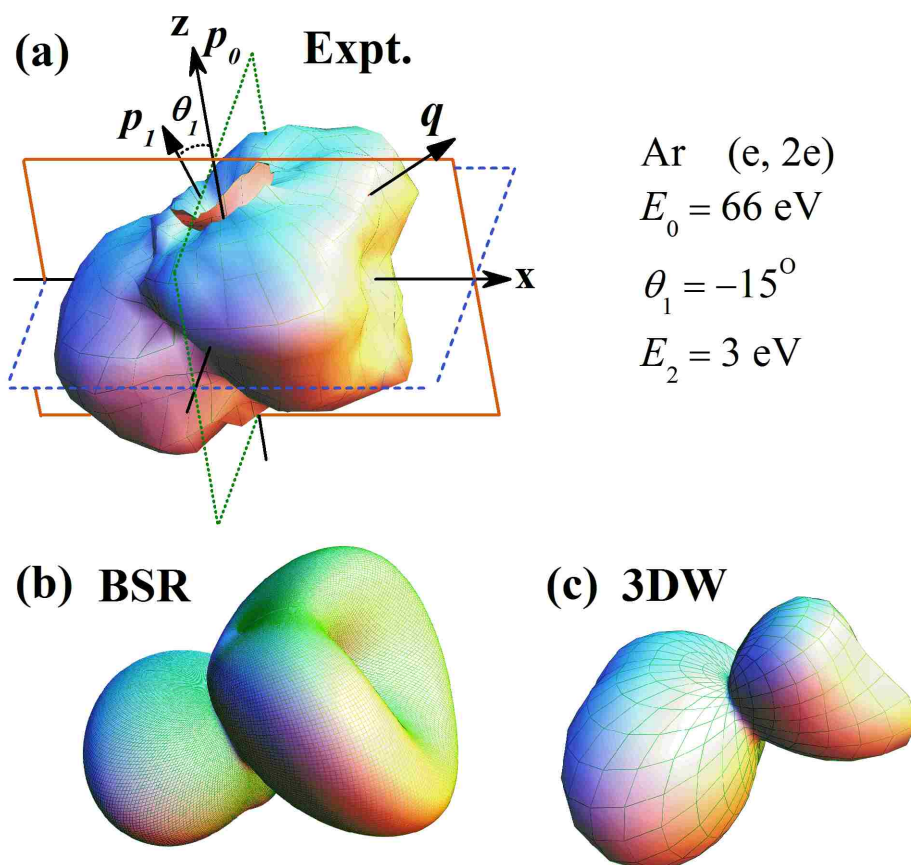 (a)
z
p₀
Expt.
p₁
θ₁
q
x
Ar (e, 2e)
E₀ = 66 eV
θ₁ = −15°
E₂ = 3 eV
(b) BSR
(c) 3DW